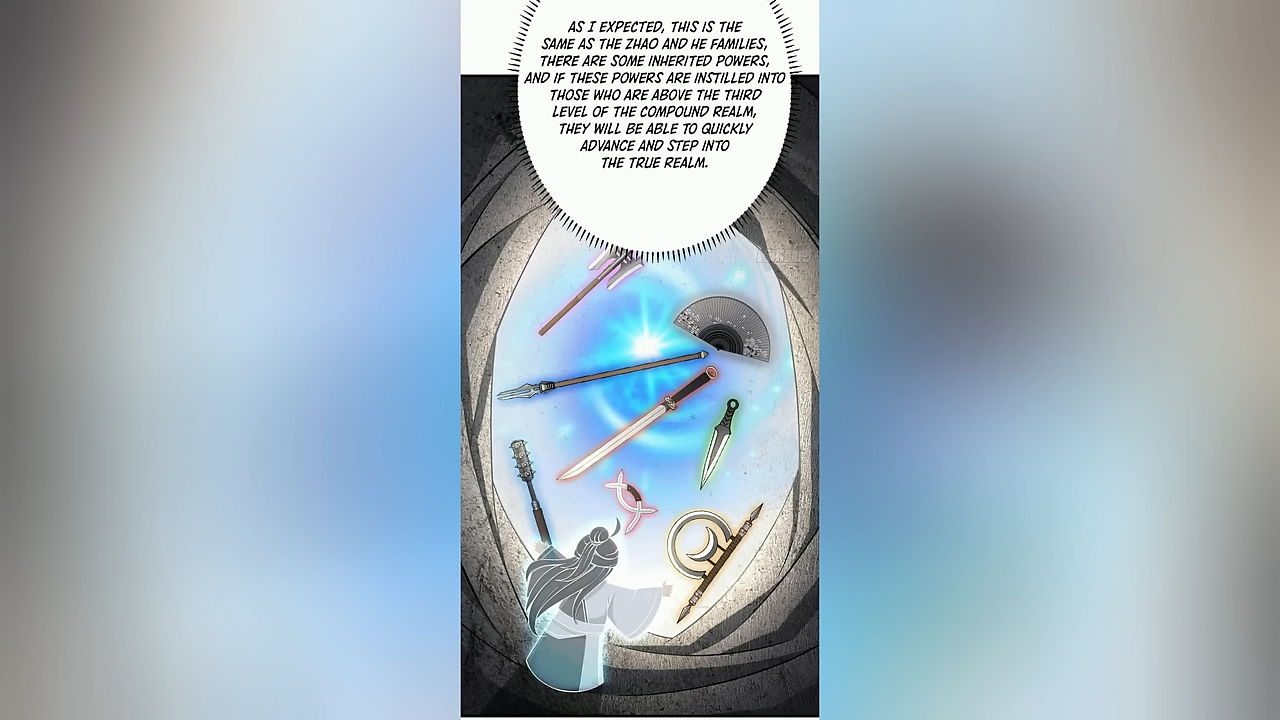 AS I EXPECTED, THIS IS THE
SAME AS THE ZHAO AND HE FAMILIES,
THERE ARE SOME INHERITED POWERS,
AND IF THESE POWERS ARE INSTILLED INTO
THOSE WHO ARE ABOVE THE THIRD
LEVEL OF THE COMPOUND REALM,
THEY WILL BE ABLE TO QUICKLY
ADVANCE AND STEP INTO
THE TRUE REALM.